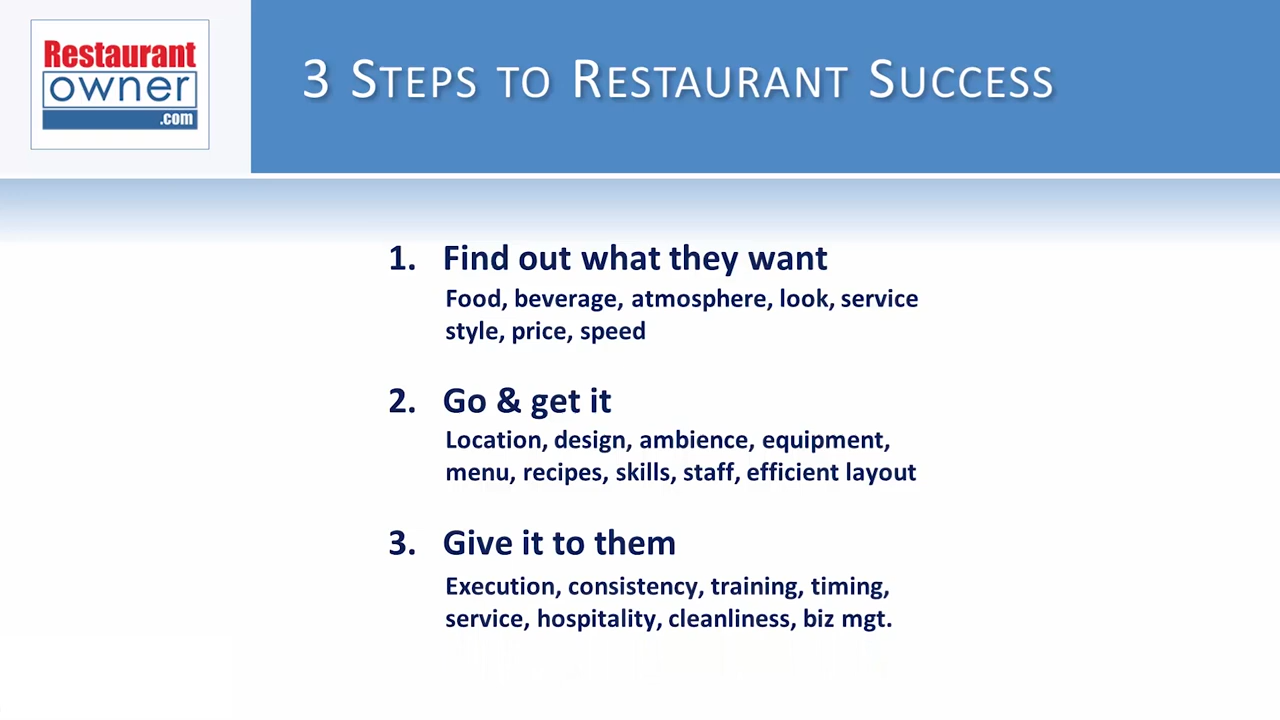 Restaurant
owner
.com
3 STEPS TO RESTAURANT SUCCESS
1. Find out what they want
Food, beverage, atmosphere, look, service
style, price, speed
2. Go & get it
Location, design, ambience, equipment,
menu, recipes, skills, staff, efficient layout
3. Give it to them
Execution, consistency, training, timing,
service, hospitality, cleanliness, biz mgt.